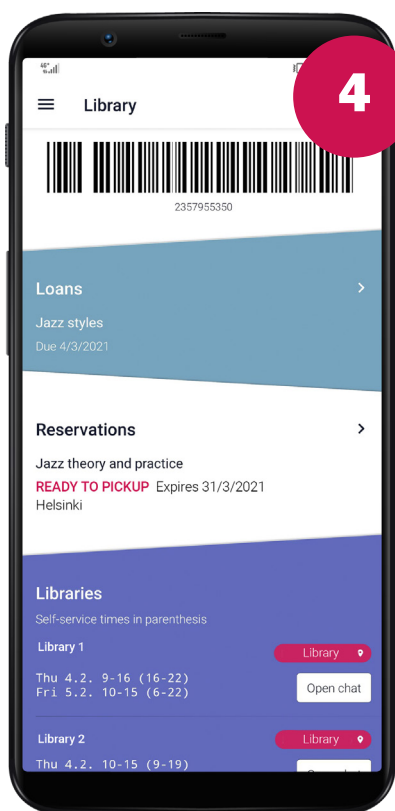 4G+
4
Library
2357955350
Loans
Jazz styles
Due 4/3/2021
Reservations
Jazz theory and practice
READY TO PICKUP Expires 31/3/2021
Helsinki
Libraries
Self-service times in parenthesis
Library 1
Library
Thu 4.2. 9-16 (16-22)
Fri 5.2. 10-15 (6-22)
Open chat
Library 2
Library
Thu 4.2. 10-15 (9-19)